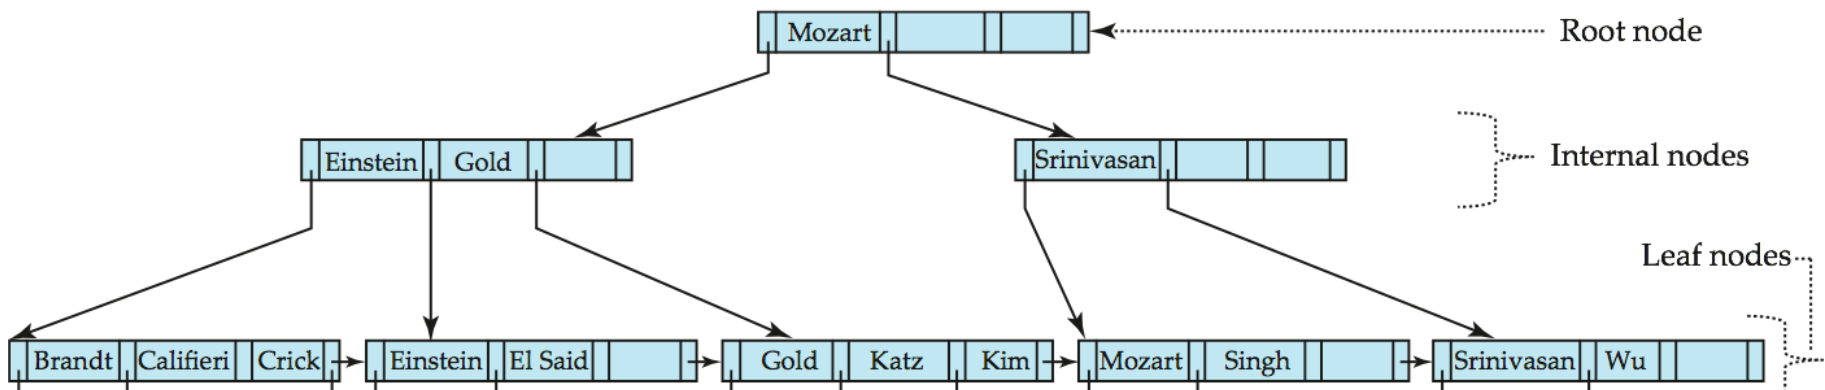 Mozart
Root node
Einstein Gold
Srinivasan
Internal nodes
Leaf nodes
Brandt Califieri Crick
Einstein El Said
Gold Katz Kim
Mozart Singh
Srinivasan Wu